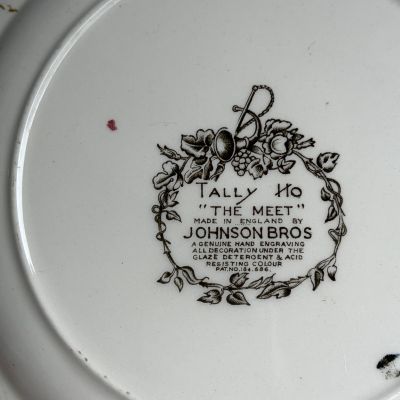 TALLY HO
"THE MEET"
MADE IN ENGLAND BY
JOHNSON BROS
A GENUINE HAND ENGRAVING
ALL DECORATION UNDER THE
GLAZE DETERGENT & ACID
RESISTING COLOUR
PAT. NO. 164.686.